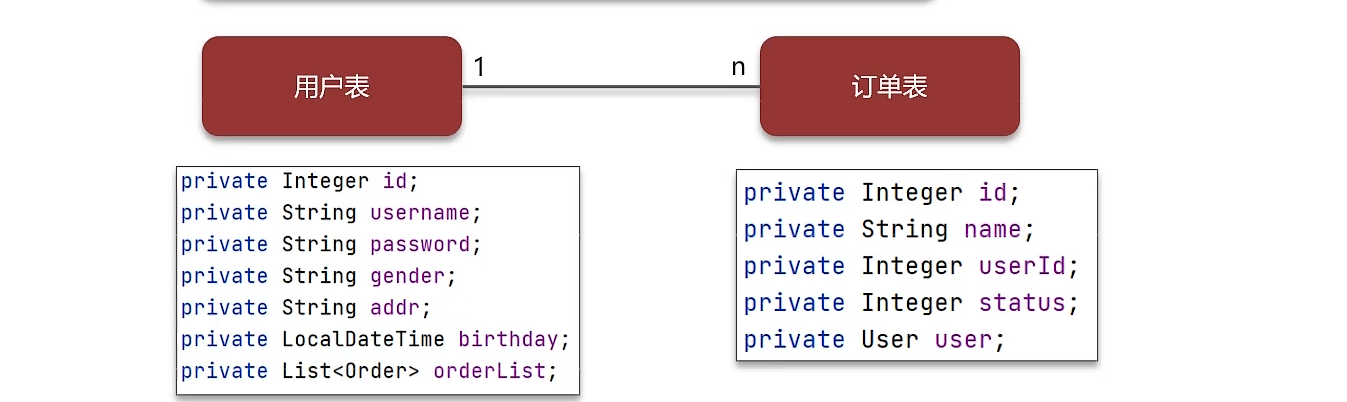 用户表
1
n
订单表
private Integer id;
private String username;
private String password;
private String gender;
private String addr;
private LocalDateTime birthday;
private List<Order> orderList;
private Integer id;
private String name;
private Integer userId;
private Integer status;
private User user;